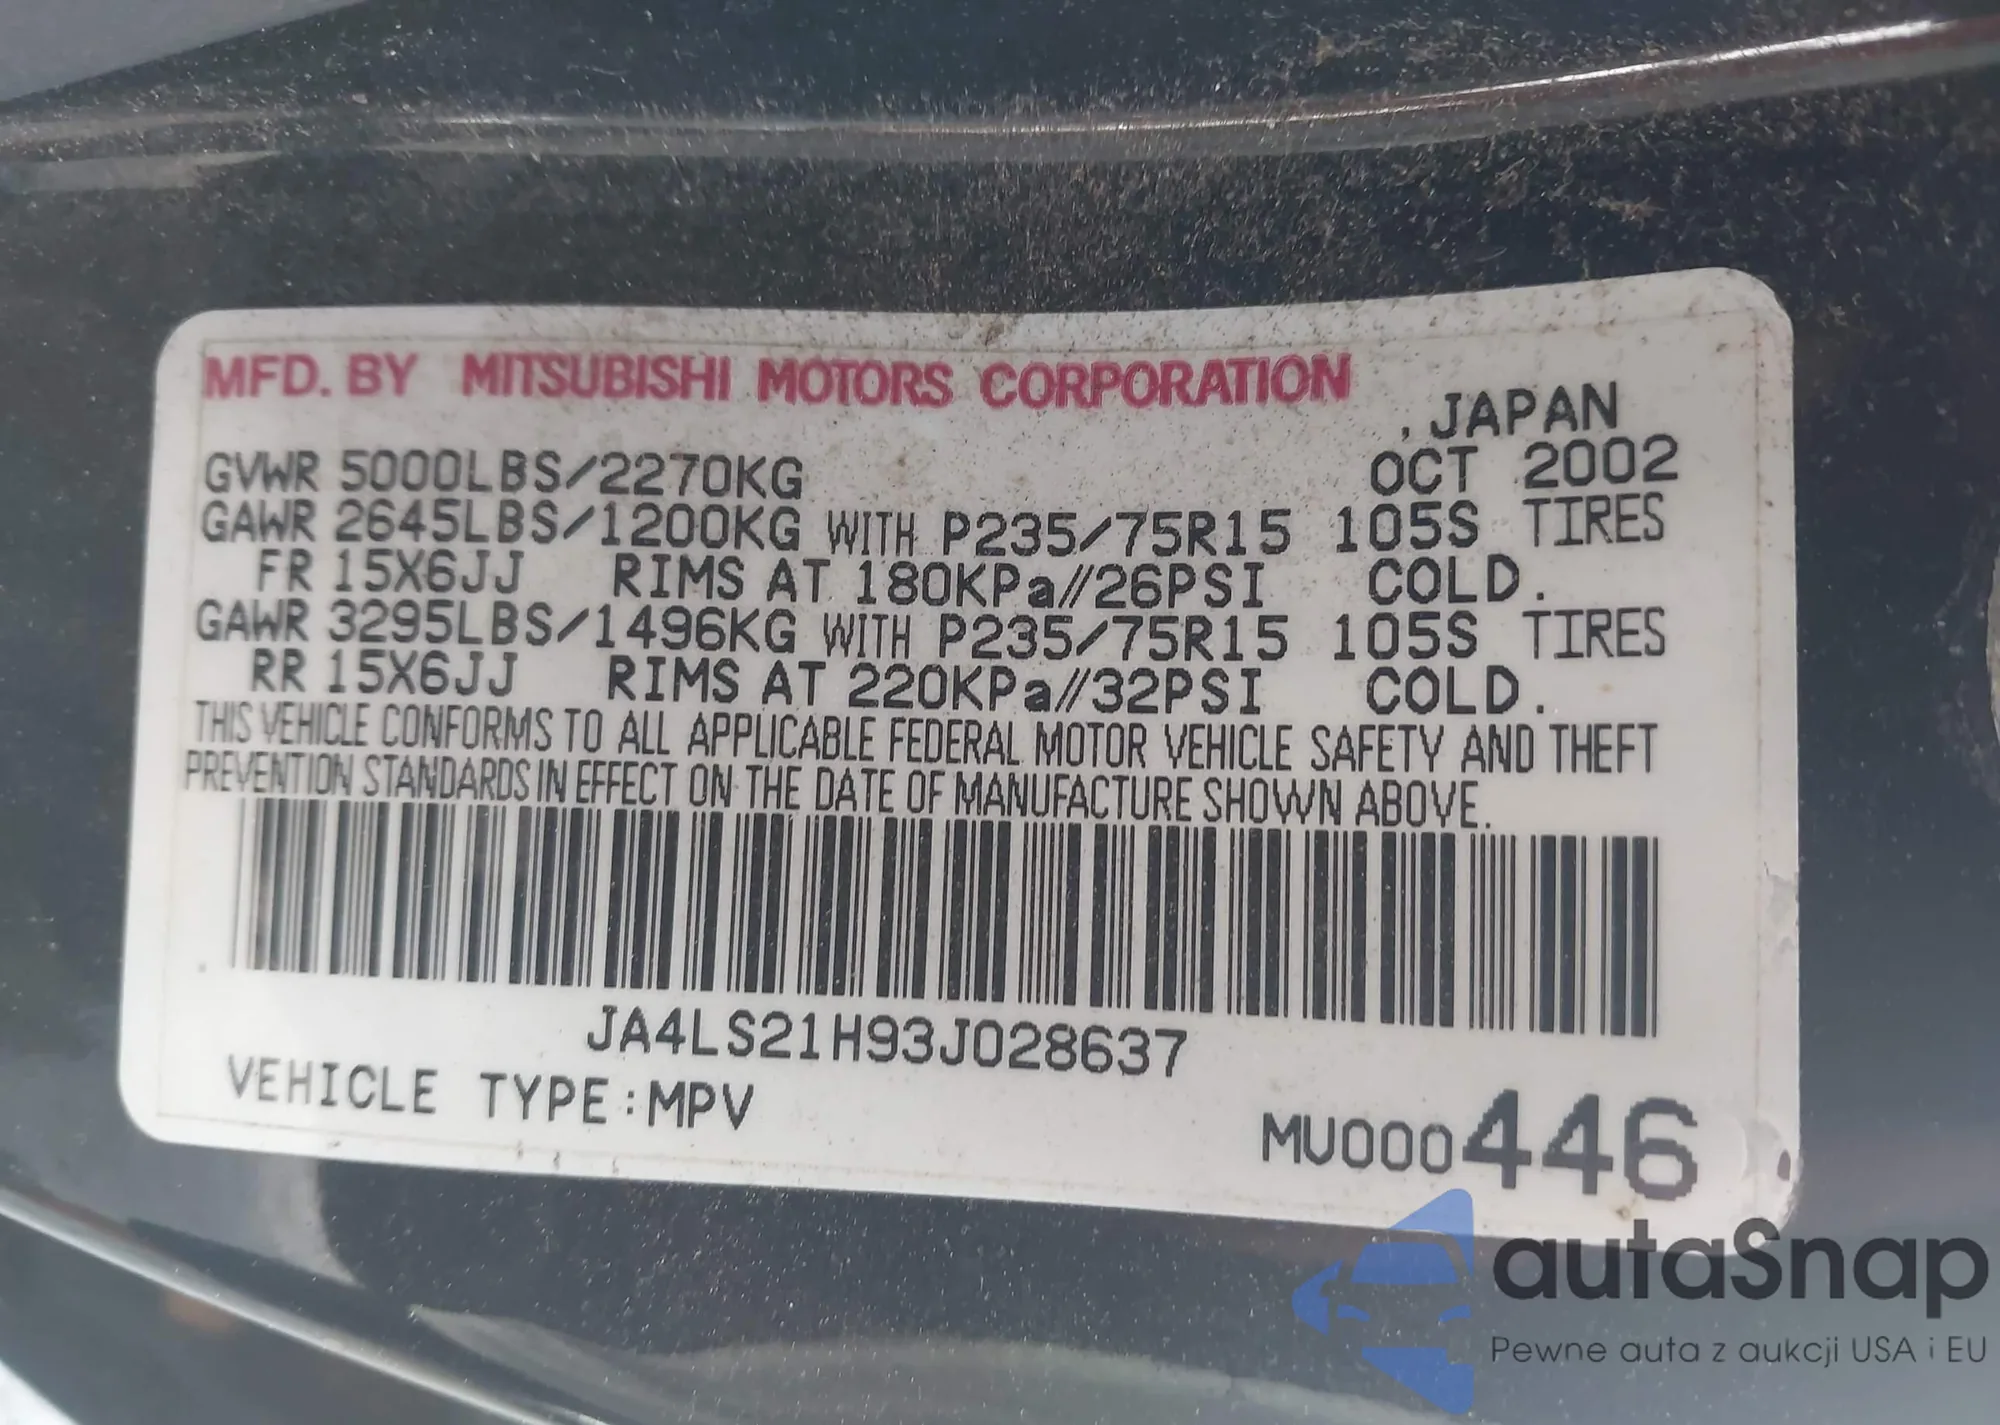 MFD. BY MITSUBISHI MOTORS CORPORATION
, JAPAN
GVWR 5000LBS/2270KG OCT 2002
GAWR 2645LBS/1200KG WITH P235/75R15 105S TIRES
FR 15X6JJ RIMS AT 180KPa//26PSI COLD.
GAWR 3295LBS/1496KG WITH P235/75R15 105S TIRES
RR 15X6JJ RIMS AT 220KPa//32PSI COLD.
THIS VEHICLE CONFORMS TO ALL APPLICABLE FEDERAL MOTOR VEHICLE SAFETY AND THEFT
PREVENTION STANDARDS IN EFFECT ON THE DATE OF MANUFACTURE SHOWN ABOVE.
JA4LS21H93J028637
VEHICLE TYPE:MPV
MU000446
autaSnap
Pewne auta z aukcji USA i EU